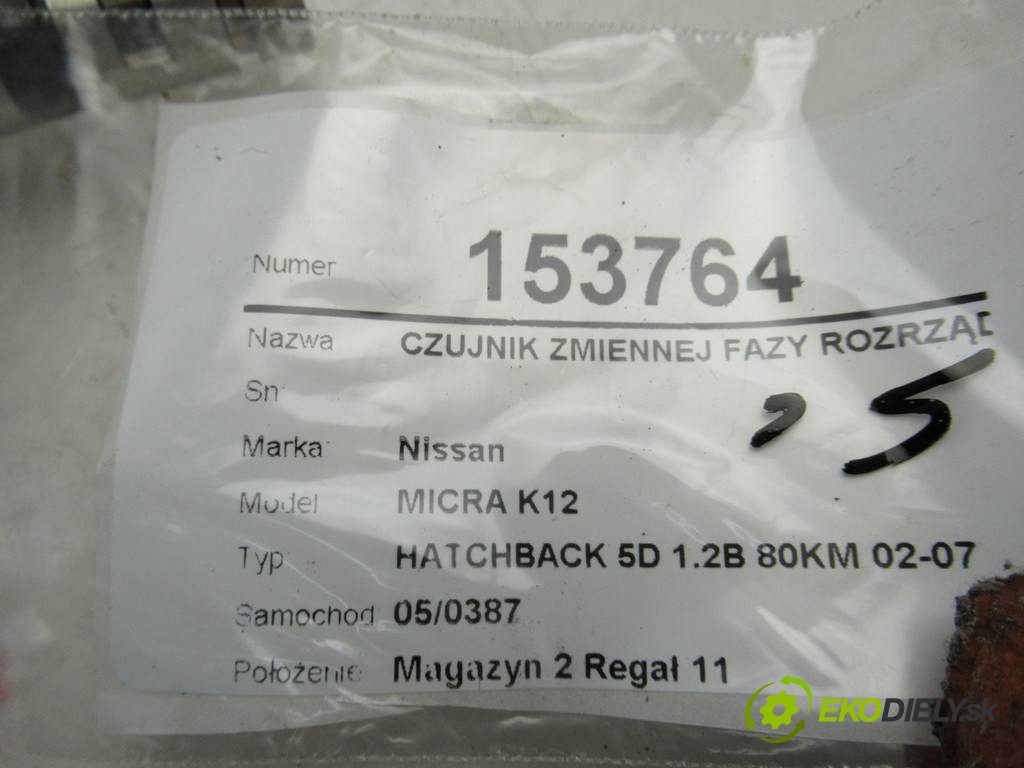 Numer 153764
Nazwa CZUJNIK ZMIENNEJ FAZY ROZRZĄD
Sn
Marka: Nissan
Model MICRA K12
Typ: HATCHBACK 5D 1.2B 80KM 02-07
Samochod 05/0387
Położenie: Magazyn 2 Regał 11
, 5
EKODIELY.sk